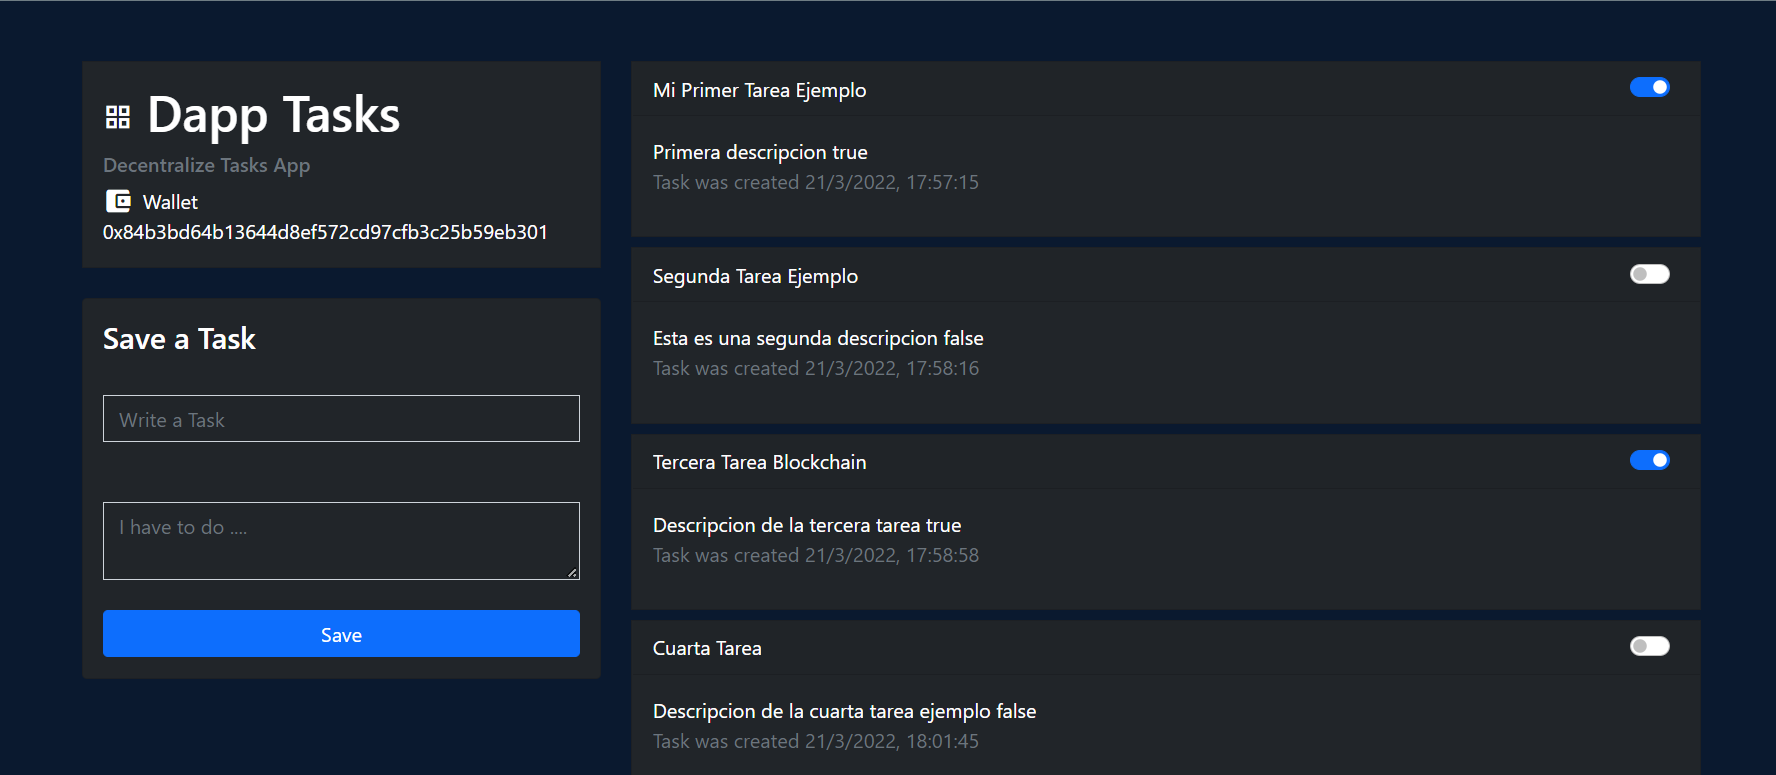 Dapp Tasks
Decentralize Tasks App
Wallet
0x84b3bd64b13644d8ef572cd97cfb3c25b59eb301
Save a Task
Write a Task
I have to do ....
Save
Mi Primer Tarea Ejemplo
Primera descripcion true
Task was created 21/3/2022, 17:57:15
Segunda Tarea Ejemplo
Esta es una segunda descripcion false
Task was created 21/3/2022, 17:58:16
Tercera Tarea Blockchain
Descripcion de la tercera tarea true
Task was created 21/3/2022, 17:58:58
Cuarta Tarea
Descripcion de la cuarta tarea ejemplo false
Task was created 21/3/2022, 18:01:45